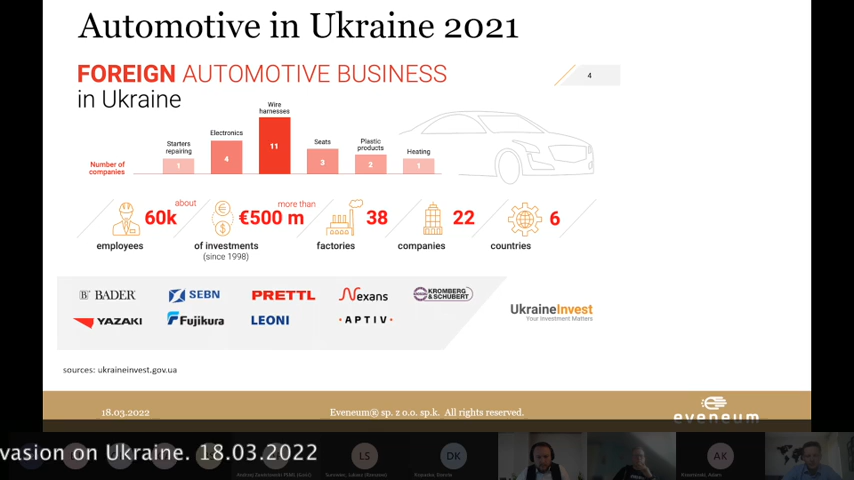 Automotive in Ukraine 2021
FOREIGN AUTOMOTIVE BUSINESS
in Ukraine
4
Number of companies
Starters repairing
1
Electronics
4
Wire harnesses
11
Seats
3
Plastic products
2
Heating
1
about
60k
employees
more than
€500 m
of investments
(since 1998)
38
factories
22
companies
6
countries
B BADER
SEBN
PRETTL
Nexans
KROMBERG & SCHUBERT
YAZAKI
Fujikura
LEONI
· APTIV ·
UkraineInvest
Your Investment Matters
sources: ukraineinvest.gov.ua
18.03.2022
Eveneum® sp. z o.o. sp.k. All rights reserved.
eveneum
vasion on Ukraine. 18.03.2022
LS
DK
AK